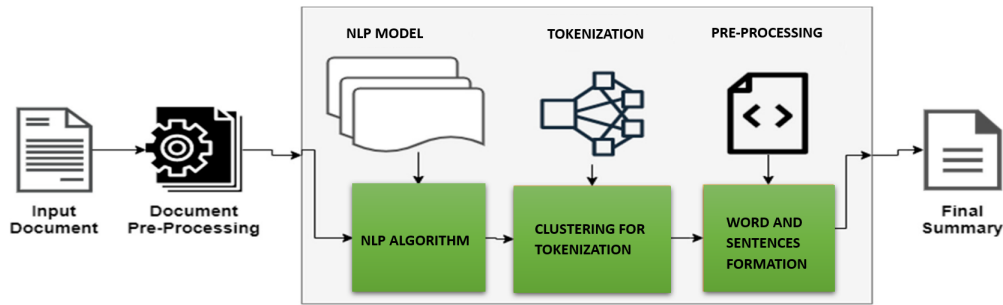 NLP MODEL
TOKENIZATION
PRE-PROCESSING
Input
Document
Document
Pre-Processing
NLP ALGORITHM
CLUSTERING FOR
TOKENIZATION
WORD AND
SENTENCES
FORMATION
Final
Summary